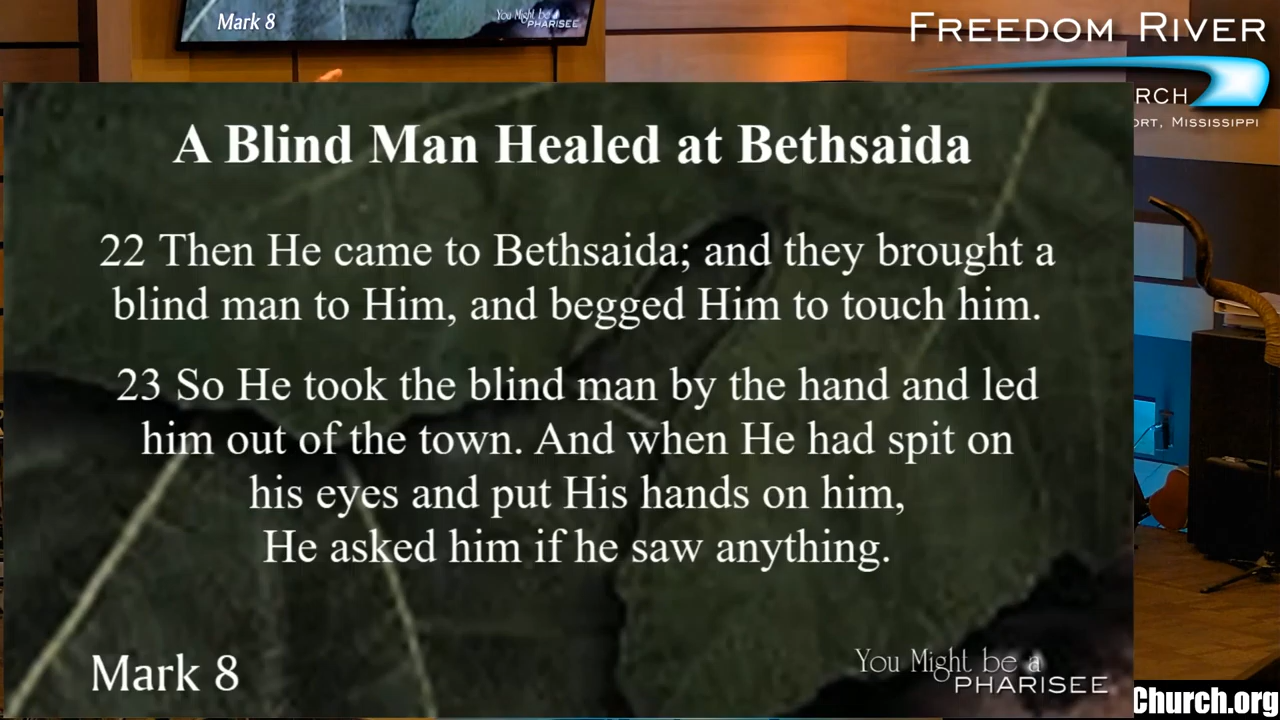 Mark 8
You Might be a
PHARISEE
FREEDOM RIVER
RCH
ORT, MISSISSIPPI
A Blind Man Healed at Bethsaida
22 Then He came to Bethsaida; and they brought a
blind man to Him, and begged Him to touch him.
23 So He took the blind man by the hand and led
him out of the town. And when He had spit on
his eyes and put His hands on him,
He asked him if he saw anything.
Mark 8
You Might be a
PHARISEE
Church.org